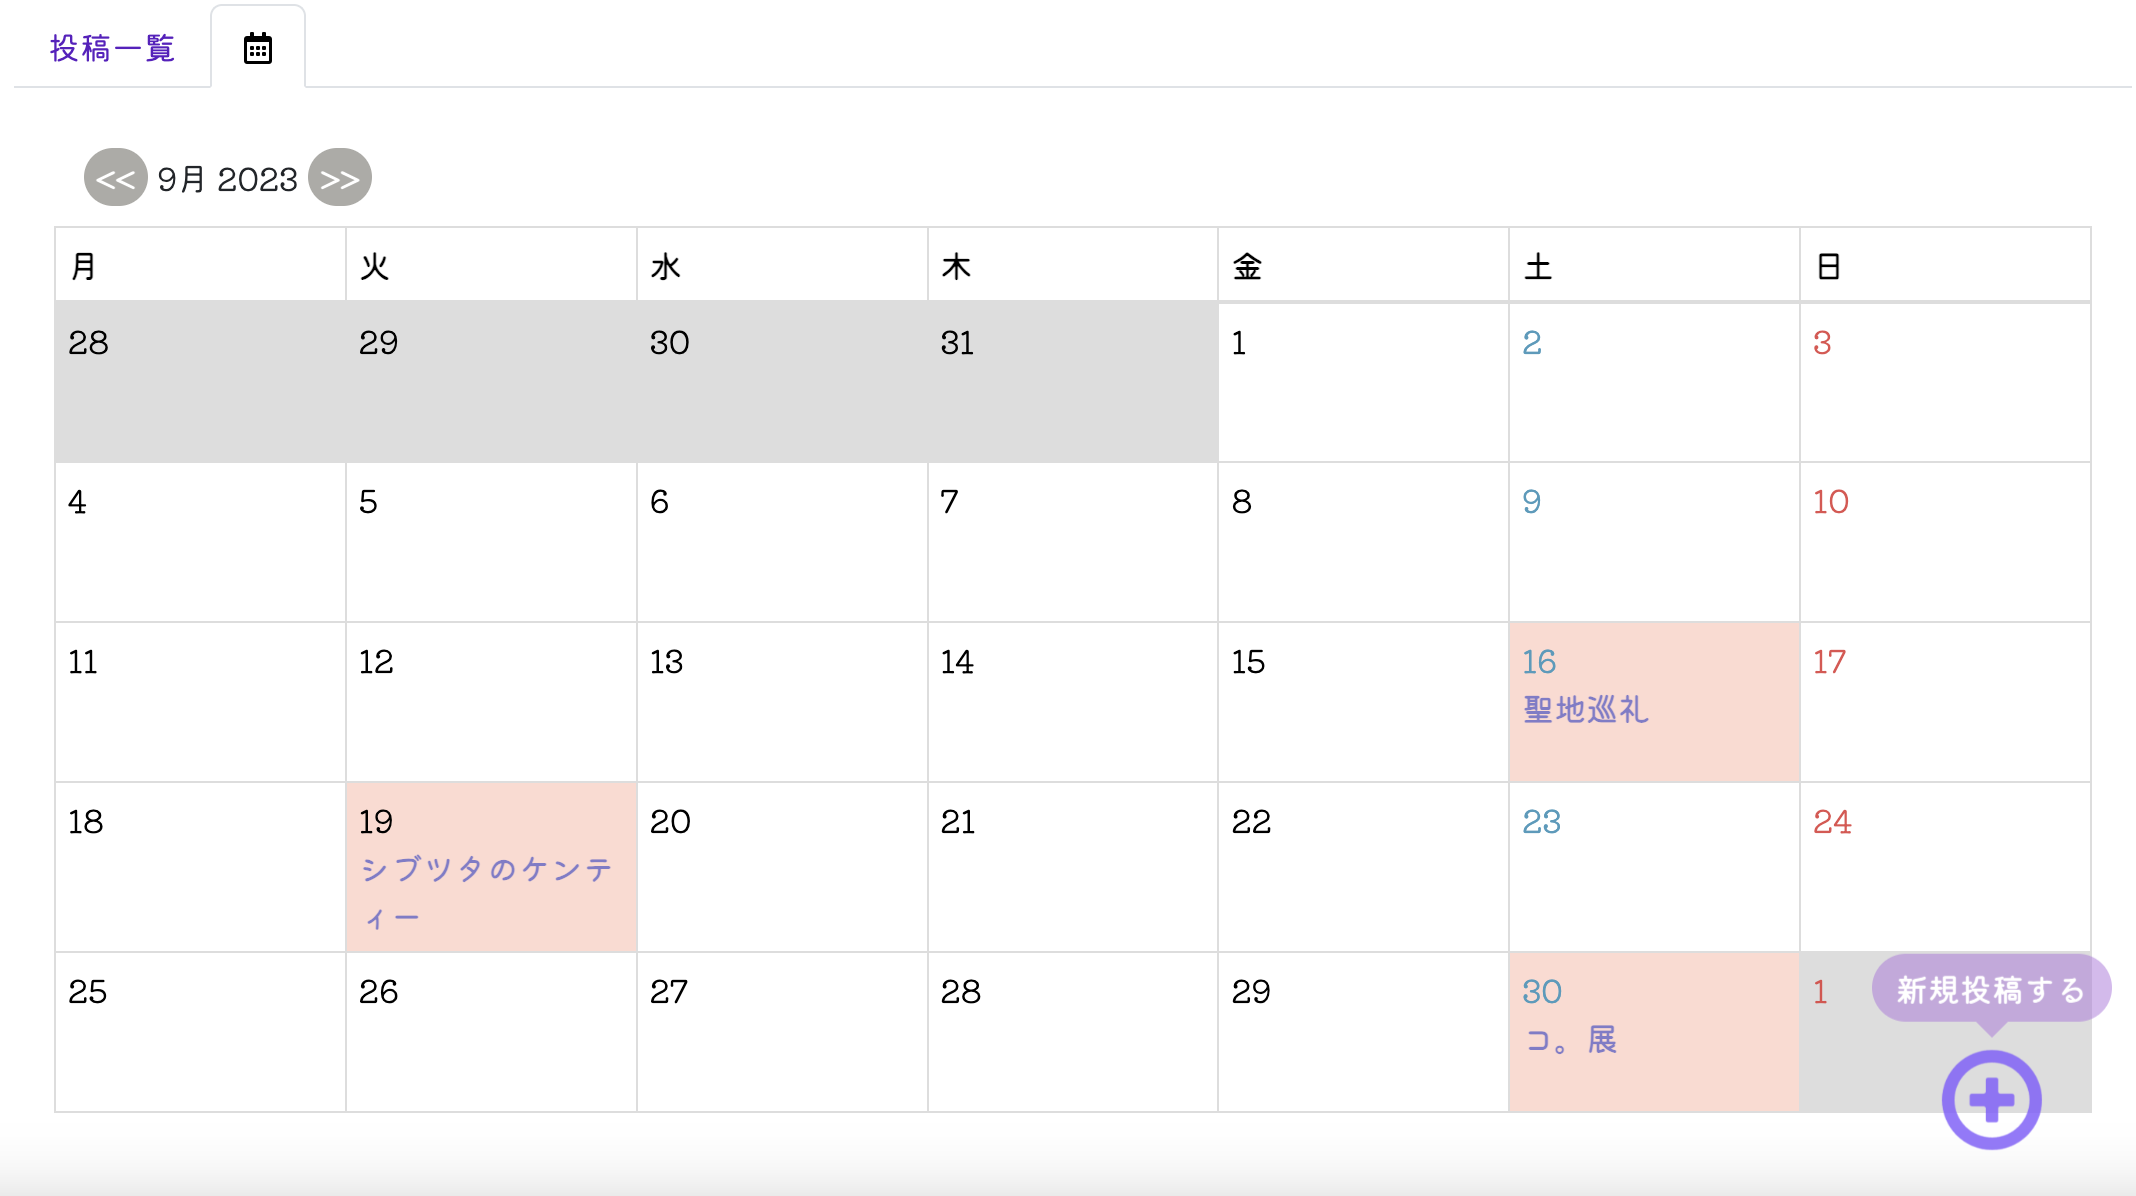 投稿一覧
<< 9月 2023 >>
月 火 水 木 金 土 日
28 29 30 31 1 2 3
4 5 6 7 8 9 10
11 12 13 14 15 16 17
聖地巡礼
18 19 20 21 22 23 24
シブツタのケンテ
ィー
25 26 27 28 29 30 1
コ。展
新規投稿する